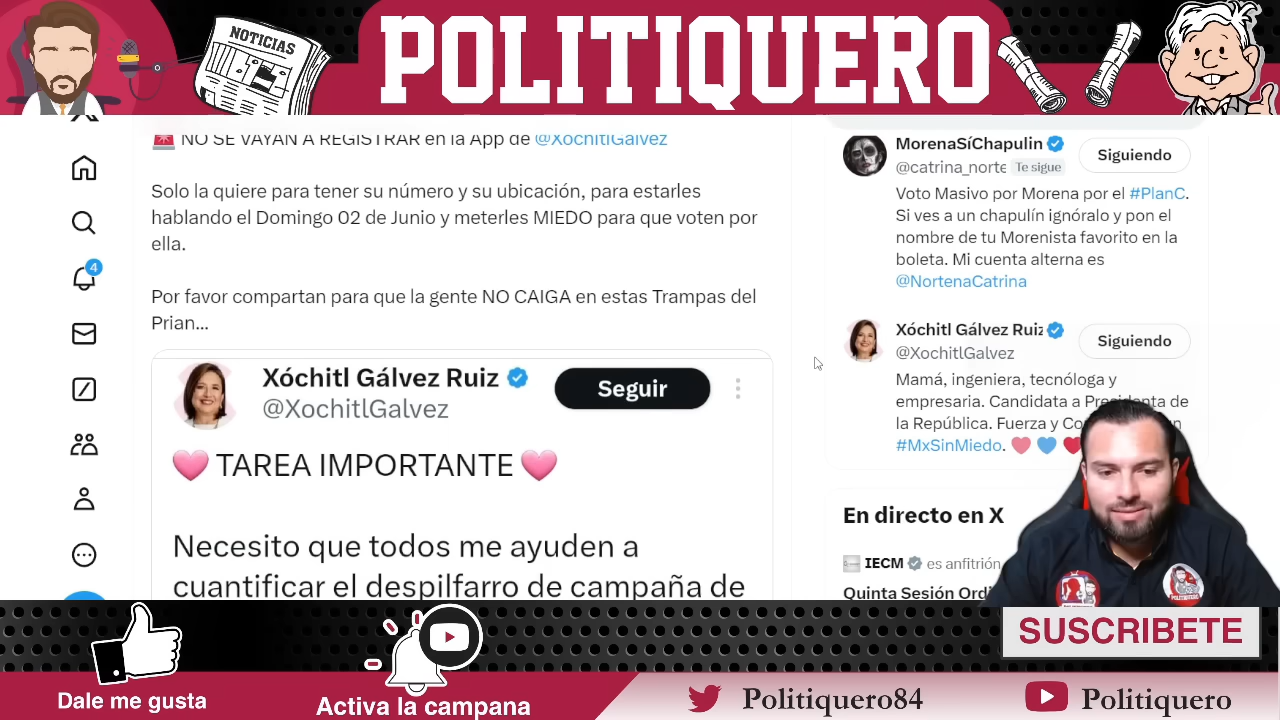 NOTICIAS
POLITIQUERO
🚨 NO SE VAYAN A REGISTRAR en la App de @XochitlGalvez
Solo la quiere para tener su número y su ubicación, para estarles
hablando el Domingo 02 de Junio y meterles MIEDO para que voten por
ella.
Por favor compartan para que la gente NO CAIGA en estas Trampas del
Prian...
Xóchitl Gálvez Ruiz
@XochitlGalvez
Seguir
🩷 TAREA IMPORTANTE 🩷
Necesito que todos me ayuden a
cuantificar el despilfarro de campaña de
4
MorenaSíChapulin
@catrina_norte Te sigue
Siguiendo
Voto Masivo por Morena por el #PlanC.
Si ves a un chapulín ignóralo y pon el
nombre de tu Morenista favorito en la
boleta. Mi cuenta alterna es
@NortenaCatrina
Xóchitl Gálvez Ruiz
@XochitlGalvez
Siguiendo
Mamá, ingeniera, tecnóloga y
empresaria. Candidata a de
la República. Fuerza y
#MxSinMiedo. 🩷 💙 ❤️
En directo en X
IECM es anfitrión
Quinta Sesión
POLITIQUERO
SUSCRIBETE
Dale me gusta
Activa la campana
Politiquero84
Politiquero